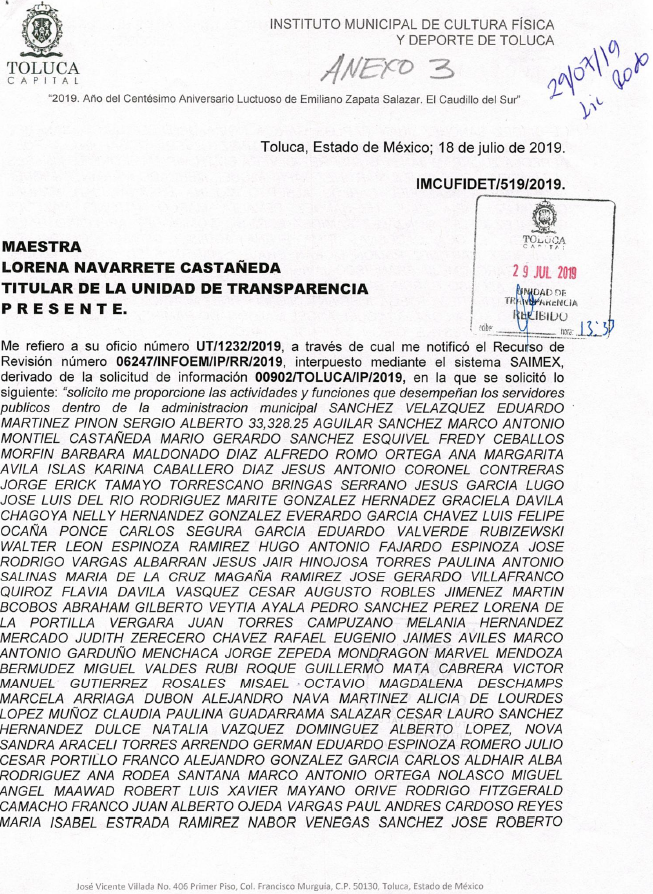 INSTITUTO MUNICIPAL DE CULTURA FÍSICA
Y DEPORTE DE TOLUCA
TOLUCA
CAPITAL
ANEXO 3
29/07/19
Lic Rodo
"2019. Año del Centésimo Aniversario Luctuoso de Emiliano Zapata Salazar. El Caudillo del Sur"
Toluca, Estado de México; 18 de julio de 2019.
IMCUFIDET/519/2019.
TOLUCA
CAPITAL
29 JUL 2019
UNIDAD DE
TRANSPARENCIA
RECIBIDO
hora: 13:37
MAESTRA
LORENA NAVARRETE CASTAÑEDA
TITULAR DE LA UNIDAD DE TRANSPARENCIA
P R E S E N T E.
Me refiero a su oficio número UT/1232/2019, a través de cual me notificó el Recurso de
Revisión número 06247/INFOEM/IP/RR/2019, interpuesto mediante el sistema SAIMEX,
derivado de la solicitud de información 00902/TOLUCA/IP/2019, en la que se solicitó lo
siguiente: "solicito me proporcione las actividades y funciones que desempeñan los servidores
publicos dentro de la administracion municipal SANCHEZ VELAZQUEZ EDUARDO
MARTINEZ PINON SERGIO ALBERTO 33,328.25 AGUILAR SANCHEZ MARCO ANTONIO
MONTIEL CASTAÑEDA MARIO GERARDO SANCHEZ ESQUIVEL FREDY CEBALLOS
MORFIN BARBARA MALDONADO DIAZ ALFREDO ROMO ORTEGA ANA MARGARITA
AVILA ISLAS KARINA CABALLERO DIAZ JESUS ANTONIO CORONEL CONTRERAS
JORGE ERICK TAMAYO TORRESCANO BRINGAS SERRANO JESUS GARCIA LUGO
JOSE LUIS DEL RIO RODRIGUEZ MARITE GONZALEZ HERNADEZ GRACIELA DAVILA
CHAGOYA NELLY HERNANDEZ GONZALEZ EVERARDO GARCIA CHAVEZ LUIS FELIPE
OCAÑA PONCE CARLOS SEGURA GARCIA EDUARDO VALVERDE RUBIZEWSKI
WALTER LEON ESPINOZA RAMIREZ HUGO ANTONIO FAJARDO ESPINOZA JOSE
RODRIGO VARGAS ALBARRAN JESUS JAIR HINOJOSA TORRES PAULINA ANTONIO
SALINAS MARIA DE LA CRUZ MAGAÑA RAMIREZ JOSE GERARDO VILLAFRANCO
QUIROZ FLAVIA DAVILA VASQUEZ CESAR AUGUSTO ROBLES JIMENEZ MARTIN
BCOBOS ABRAHAM GILBERTO VEYTIA AYALA PEDRO SANCHEZ PEREZ LORENA DE
LA PORTILLA VERGARA JUAN TORRES CAMPUZANO MELANIA HERNANDEZ
MERCADO JUDITH ZERECERO CHAVEZ RAFAEL EUGENIO JAIMES AVILES MARCO
ANTONIO GARDUÑO MENCHACA JORGE ZEPEDA MONDRAGON MARVEL MENDOZA
BERMUDEZ MIGUEL VALDES RUBI ROQUE GUILLERMO MATA CABRERA VICTOR
MANUEL GUTIERREZ ROSALES MISAEL OCTAVIO MAGDALENA DESCHAMPS
MARCELA ARRIAGA DUBON ALEJANDRO NAVA MARTINEZ ALICIA DE LOURDES
LOPEZ MUÑOZ CLAUDIA PAULINA GUADARRAMA SALAZAR CESAR LAURO SANCHEZ
HERNANDEZ DULCE NATALIA VAZQUEZ DOMINGUEZ ALBERTO LOPEZ, NOVA
SANDRA ARACELI TORRES ARRENDO GERMAN EDUARDO ESPINOZA ROMERO JULIO
CESAR PORTILLO FRANCO ALEJANDRO GONZALEZ GARCIA CARLOS ALDHAIR ALBA
RODRIGUEZ ANA RODEA SANTANA MARCO ANTONIO ORTEGA NOLASCO MIGUEL
ANGEL MAAWAD ROBERT LUIS XAVIER MAYANO ORIVE RODRIGO FITZGERALD
CAMACHO FRANCO JUAN ALBERTO OJEDA VARGAS PAUL ANDRES CARDOSO REYES
MARIA ISABEL ESTRADA RAMIREZ NABOR VENEGAS SANCHEZ JOSE ROBERTO
José Vicente Villada No. 406 Primer Piso, Col. Francisco Murguía, C.P. 50130, Toluca, Estado de México